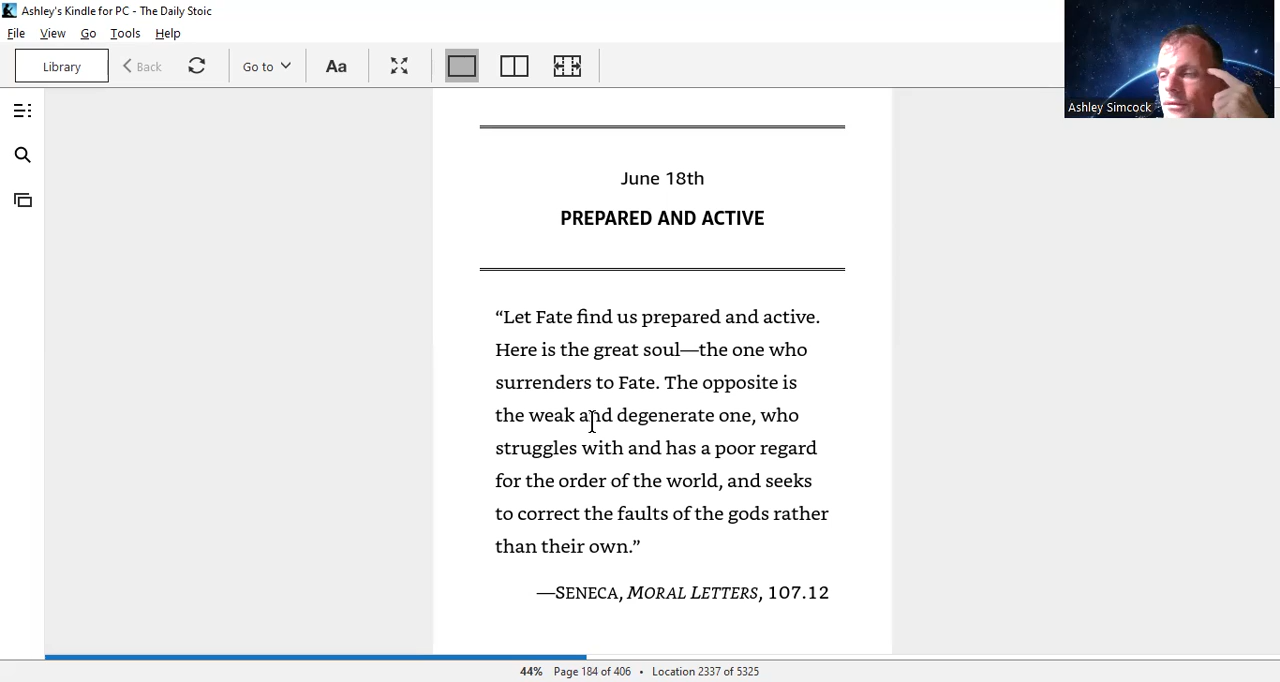 Ashley's Kindle for PC - The Daily Stoic
File View Go Tools Help
Library Back Go to Aa
Ashley Simcock
June 18th
PREPARED AND ACTIVE
“Let Fate find us prepared and active.
Here is the great soul—the one who
surrenders to Fate. The opposite is
the weak and degenerate one, who
struggles with and has a poor regard
for the order of the world, and seeks
to correct the faults of the gods rather
than their own.”
—SENECA, MORAL LETTERS, 107.12
44% Page 184 of 406 • Location 2337 of 5325